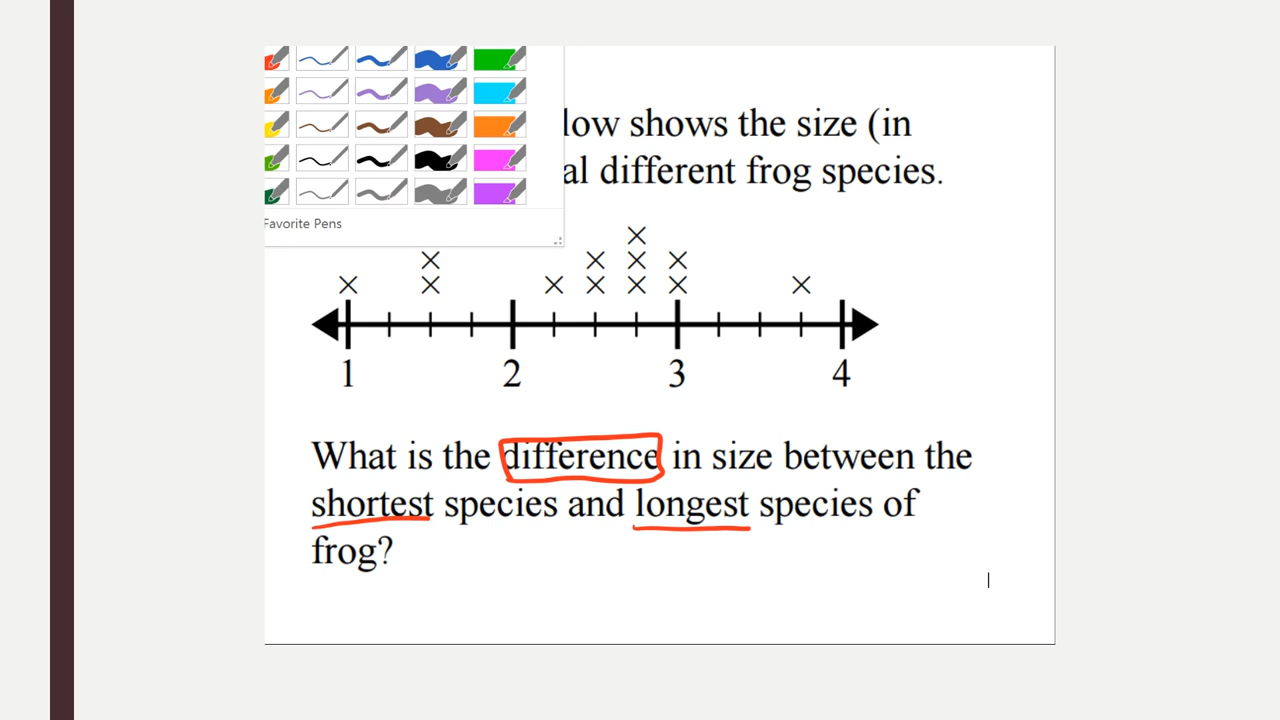 low shows the size (in
al different frog species.
Favorite Pens
1 2 3 4
What is the difference in size between the
shortest species and longest species of
frog?